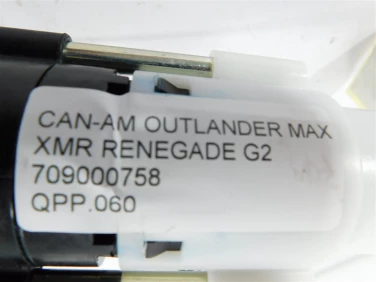 CAN-AM OUTLANDER MAX
XMR RENEGADE G2
709000758
QPP.060